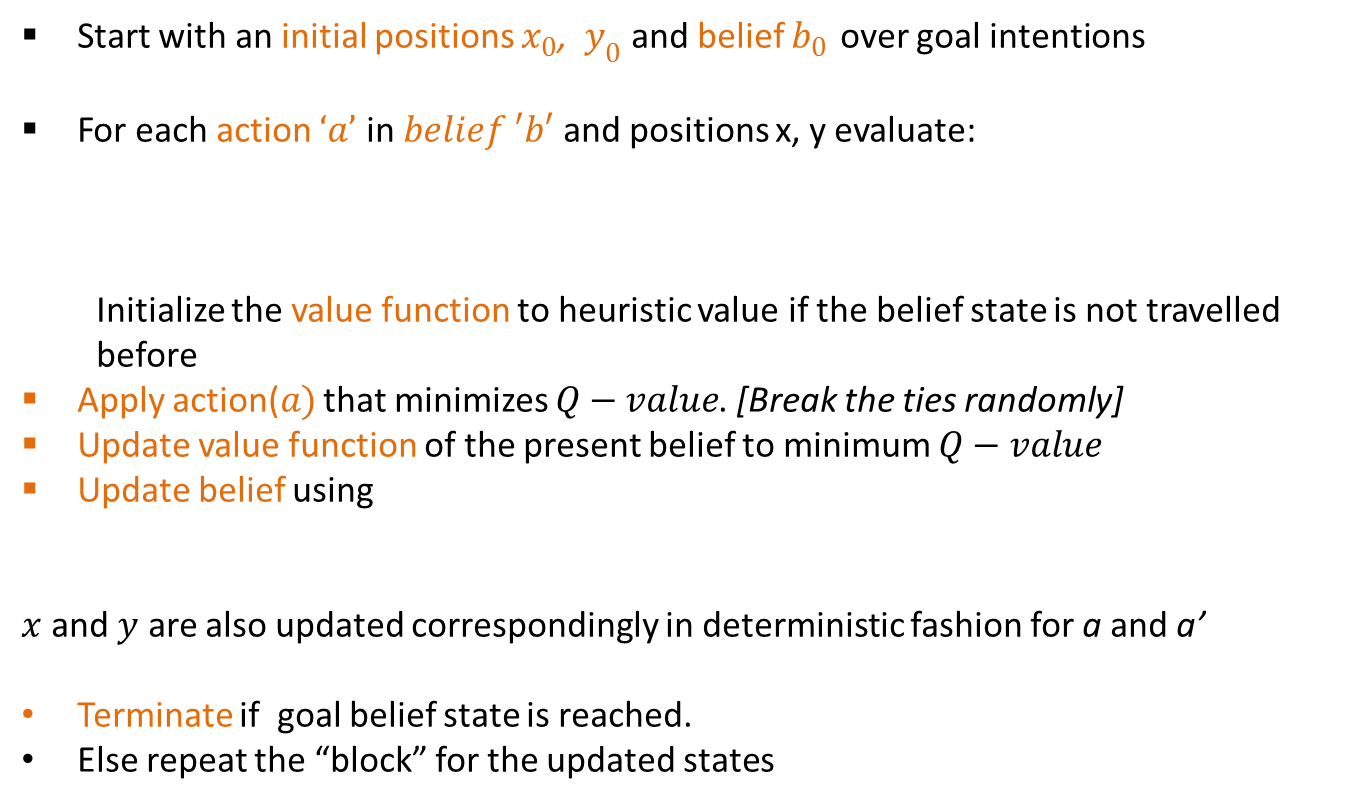 ▪ Start with an initial positions x₀, y₀ and belief b₀ over goal intentions
▪ For each action ‘a’ in belief ′b′ and positions x, y evaluate:
Initialize the value function to heuristic value if the belief state is not travelled
before
▪ Apply action(a) that minimizes Q − value. [Break the ties randomly]
▪ Update value function of the present belief to minimum Q − value
▪ Update belief using
x and y are also updated correspondingly in deterministic fashion for a and a’
• Terminate if goal belief state is reached.
• Else repeat the “block” for the updated states